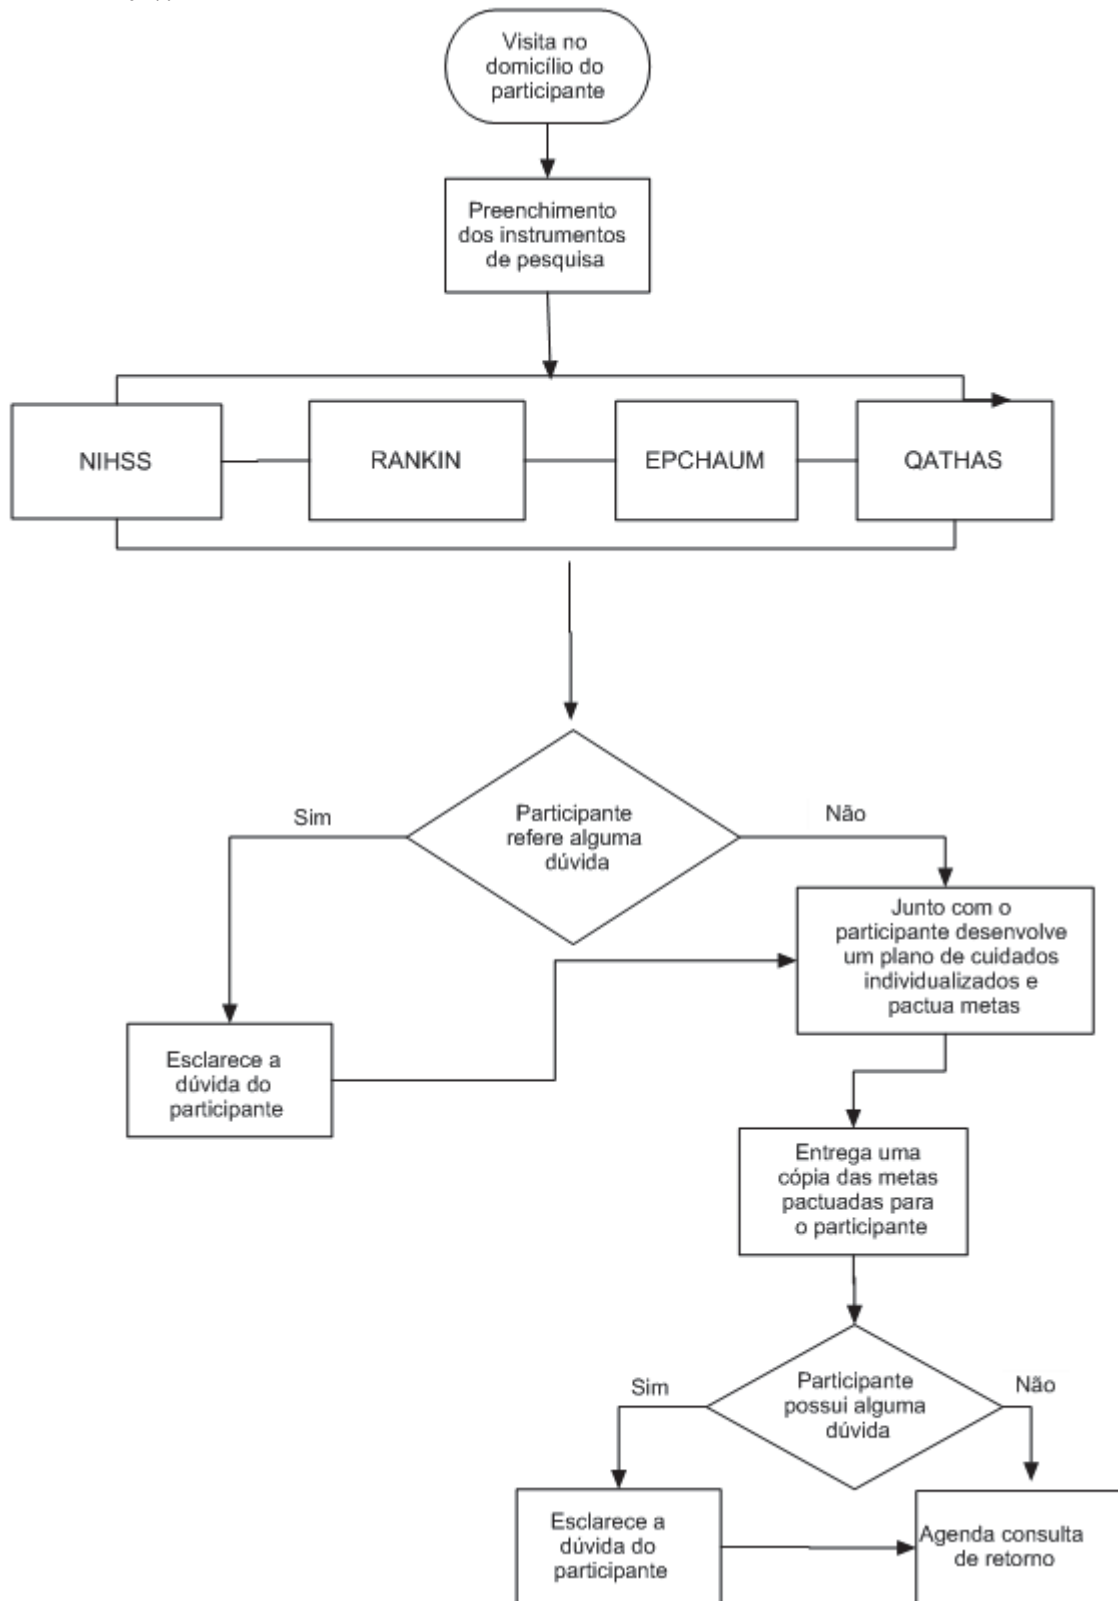 Visita no
domicílio do
participante
Preenchimento
dos instrumentos
de pesquisa
NIHSS
RANKIN
EPCHAUM
QATHAS
Participante
refere alguma
dúvida
Sim
Não
Junto com o
participante desenvolve
um plano de cuidados
individualizados e
pactua metas
Esclarece a
dúvida do
participante
Entrega uma
cópia das metas
pactuadas para
o participante
Participante
possui alguma
dúvida
Sim
Não
Esclarece a
dúvida do
participante
Agenda consulta
de retorno